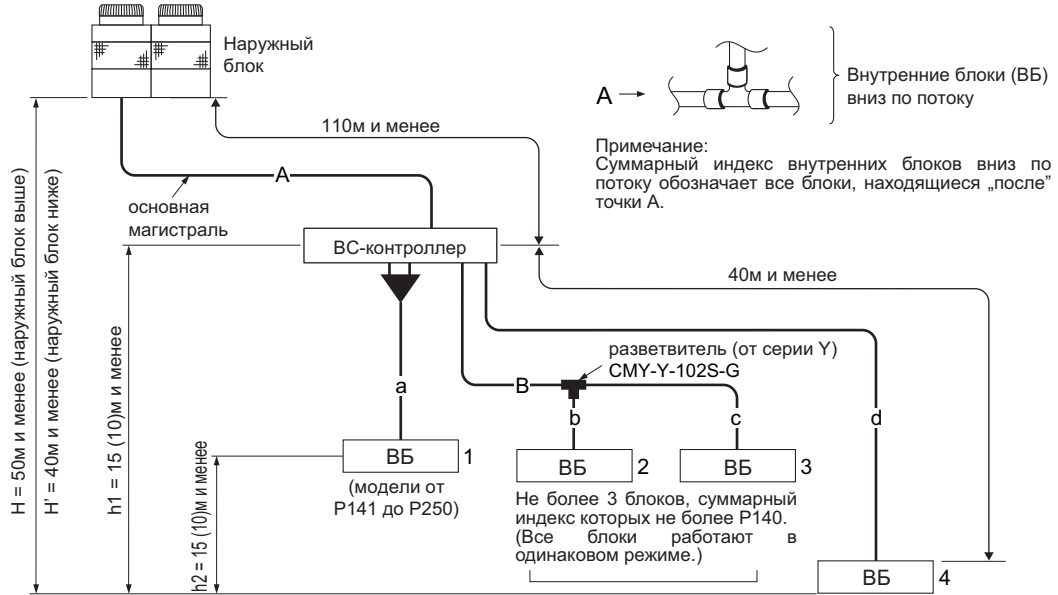 Наружный
блок
110м и менее
А
основная
магистраль
ВС-контроллер
40м и менее
А
Внутренние блоки (ВБ)
вниз по потоку
Примечание:
Суммарный индекс внутренних блоков вниз по
потоку обозначает все блоки, находящиеся „после”
точки А.
разветвитель (от серии Y)
CMY-Y-102S-G
a
B
b
c
d
ВБ 1
(модели от
P141 до P250)
ВБ 2
ВБ 3
Не более 3 блоков, суммарный
индекс которых не более P140.
(Все блоки работают в
одинаковом режиме.)
ВБ 4
H = 50м и менее (наружный блок выше)
H' = 40м и менее (наружный блок ниже)
h1 = 15 (10)м и менее
h2 = 15 (10)м и менее